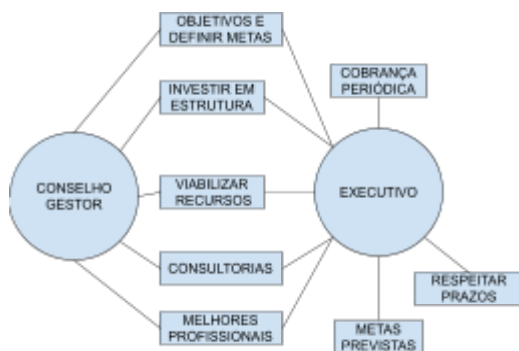 OBJETIVOS E
DEFINIR METAS
INVESTIR EM
ESTRUTURA
COBRANÇA
PERIÓDICA
CONSELHO
GESTOR
VIABILIZAR
RECURSOS
EXECUTIVO
CONSULTORIAS
RESPEITAR
PRAZOS
MELHORES
PROFISSIONAIS
METAS
PREVISTAS